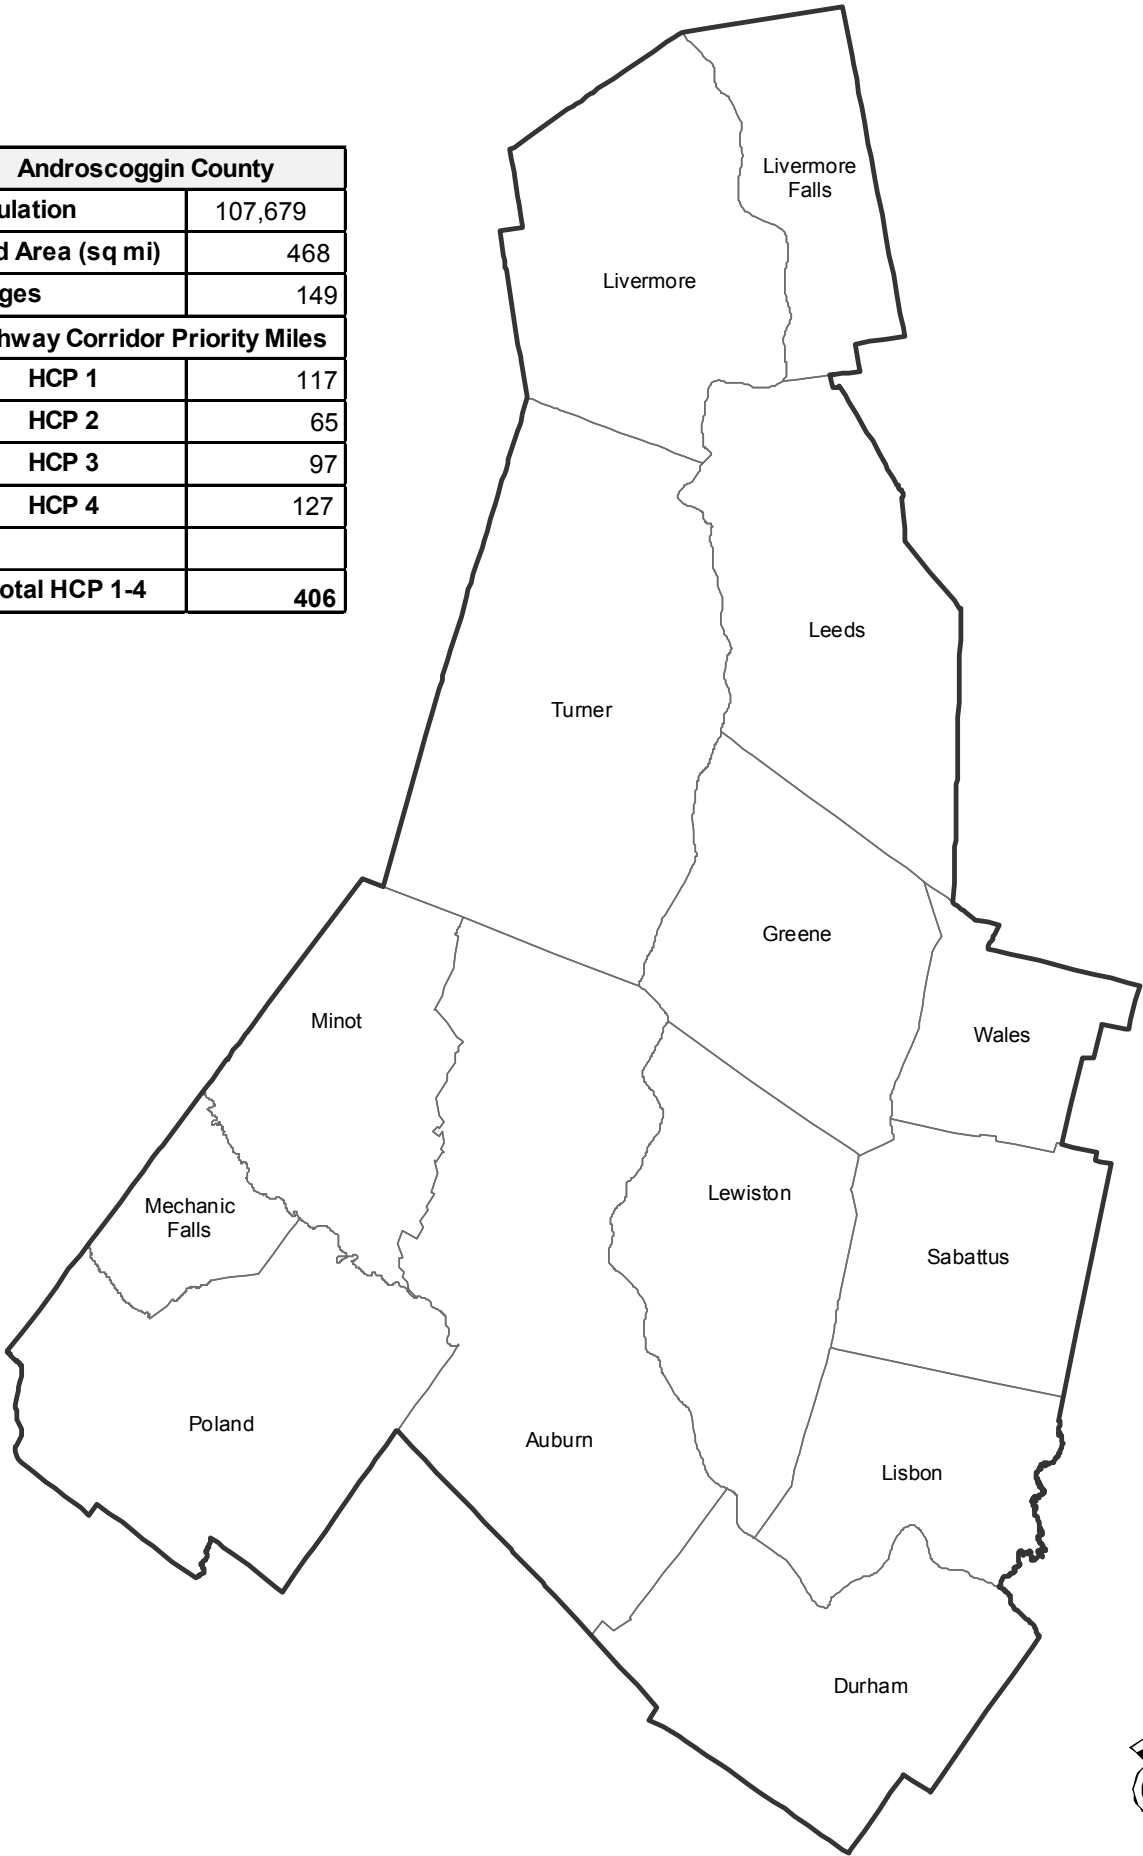 Androscoggin County
ulation 107,679
d Area (sq mi) 468
ges 149
hway Corridor Priority Miles
HCP 1 117
HCP 2 65
HCP 3 97
HCP 4 127
otal HCP 1-4 406
Livermore
Falls
Livermore
Leeds
Turner
Greene
Minot
Wales
Mechanic
Falls
Lewiston
Sabattus
Poland
Auburn
Lisbon
Durham